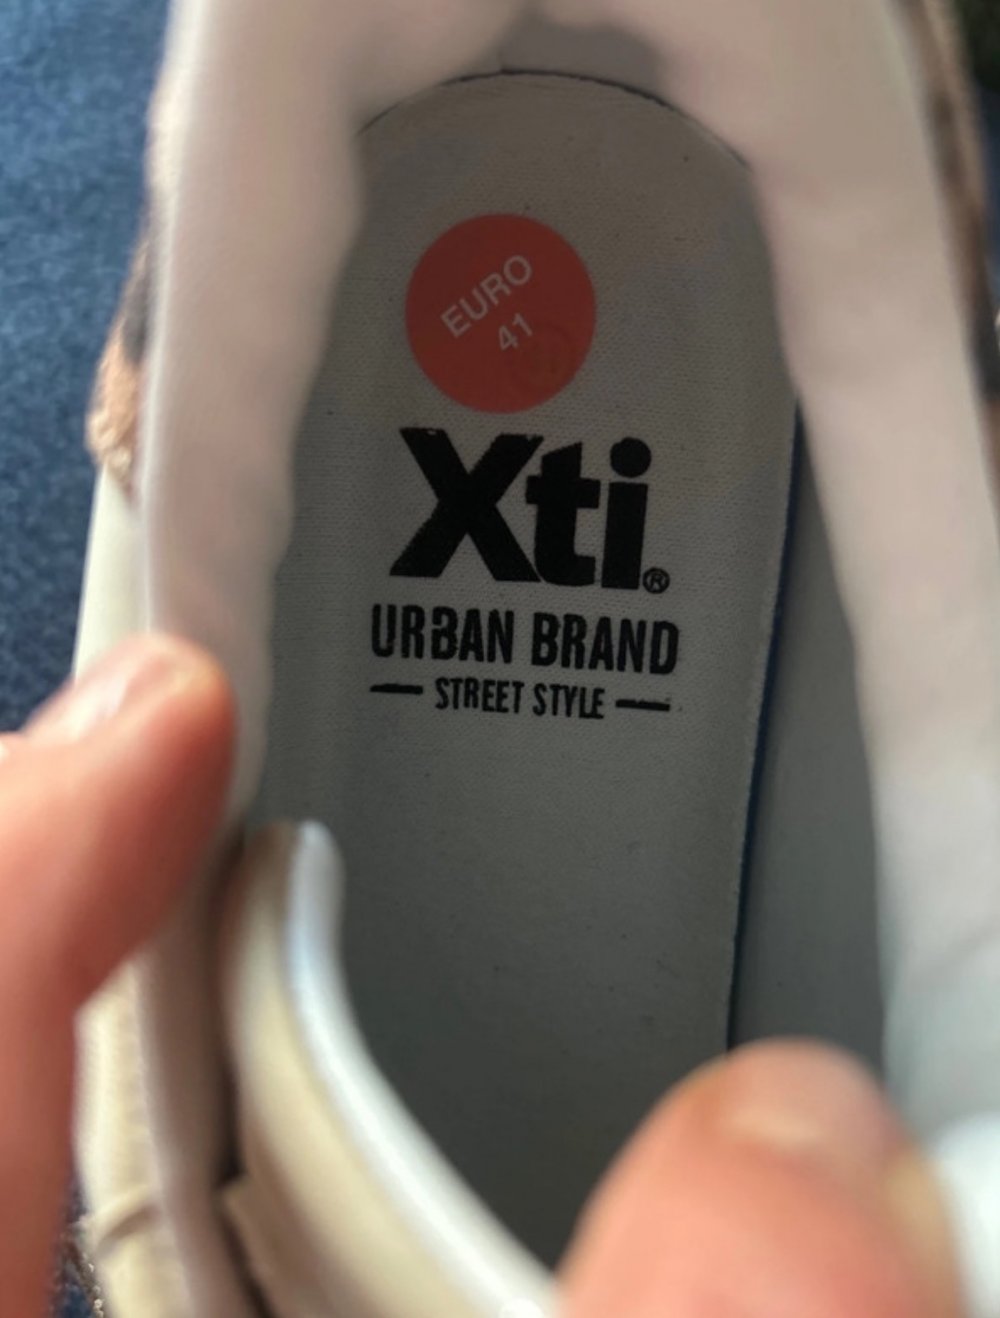 EURO
41
Xti®
URBAN BRAND
STREET STYLE